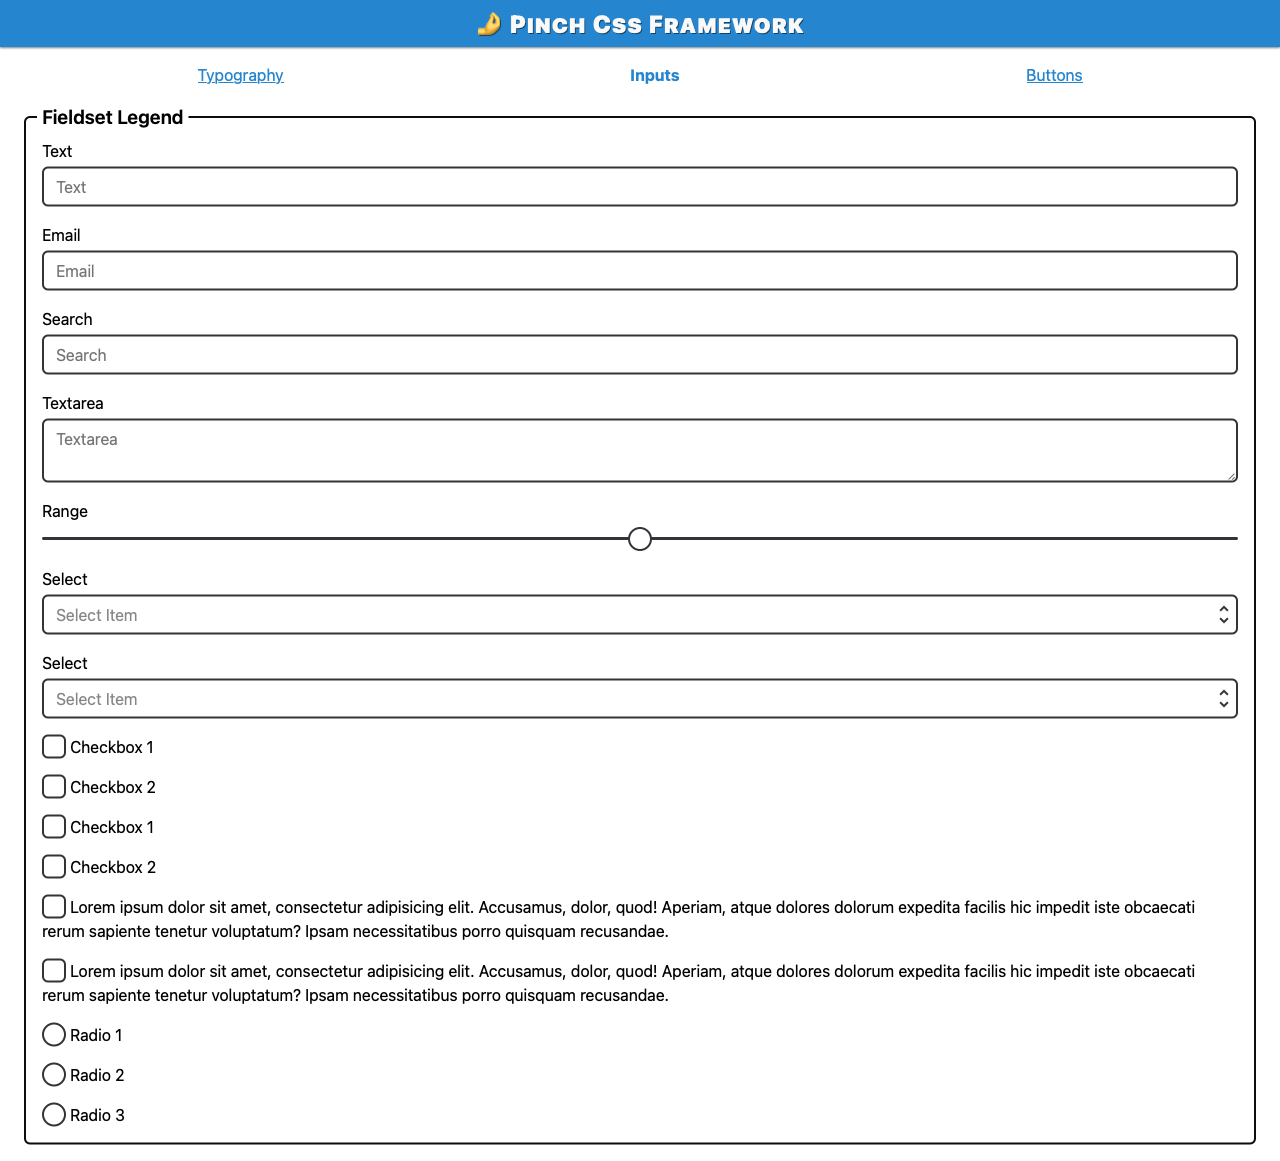 🤌 Pinch Css Framework
Typography Inputs Buttons
Fieldset Legend
Text
Text
Email
Email
Search
Search
Textarea
Textarea
Range
Select
Select Item
Select
Select Item
Checkbox 1
Checkbox 2
Checkbox 1
Checkbox 2
Lorem ipsum dolor sit amet, consectetur adipisicing elit. Accusamus, dolor, quod! Aperiam, atque dolores dolorum expedita facilis hic impedit iste obcaecati
rerum sapiente tenetur voluptatum? Ipsam necessitatibus porro quisquam recusandae.
Lorem ipsum dolor sit amet, consectetur adipisicing elit. Accusamus, dolor, quod! Aperiam, atque dolores dolorum expedita facilis hic impedit iste obcaecati
rerum sapiente tenetur voluptatum? Ipsam necessitatibus porro quisquam recusandae.
Radio 1
Radio 2
Radio 3